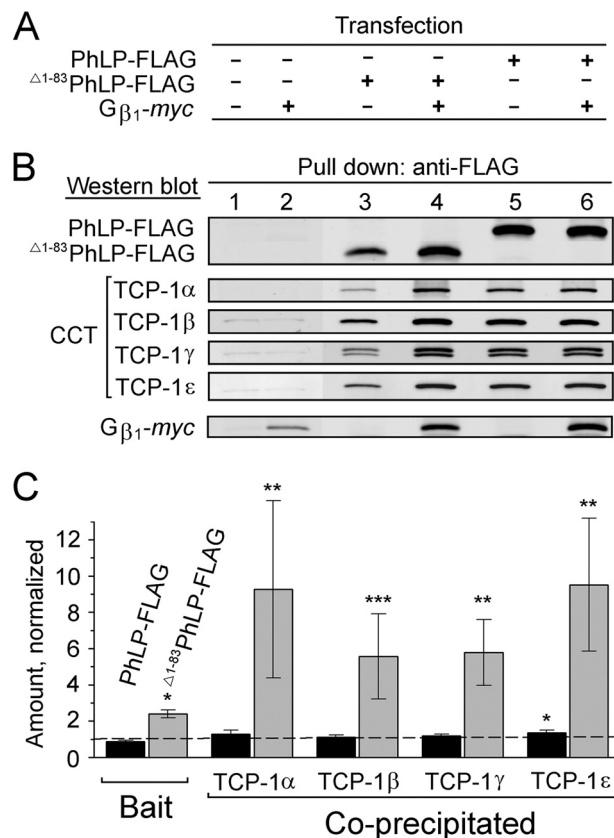 A
Transfection
PhLP-FLAG – – – – + +
△1-83PhLP-FLAG – – + + – –
Gβ1-myc – + – + – +
B
Pull down: anti-FLAG
Western blot 1 2 3 4 5 6
PhLP-FLAG
△1-83PhLP-FLAG
CCT
TCP-1α
TCP-1β
TCP-1γ
TCP-1ε
Gβ1-myc
C
Amount, normalized
12
10
8
6
4
2
0
PhLP-FLAG
* △1-83PhLP-FLAG
**
***
**
*
**
TCP-1α TCP-1β TCP-1γ TCP-1ε
Bait
Co-precipitated